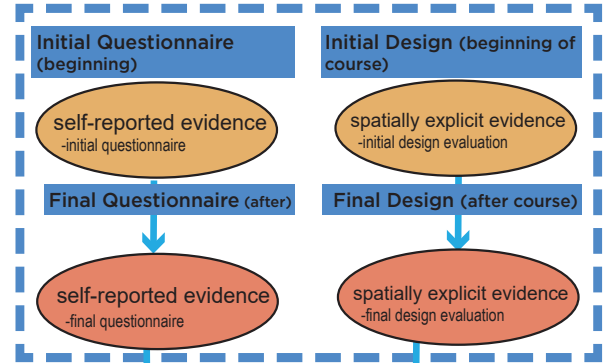 Initial Questionnaire
(beginning)
self-reported evidence
-initial questionnaire
Final Questionnaire (after)
self-reported evidence
-final questionnaire
Initial Design (beginning of
course)
spatially explicit evidence
-initial design evaluation
Final Design (after course)
spatially explicit evidence
-final design evaluation